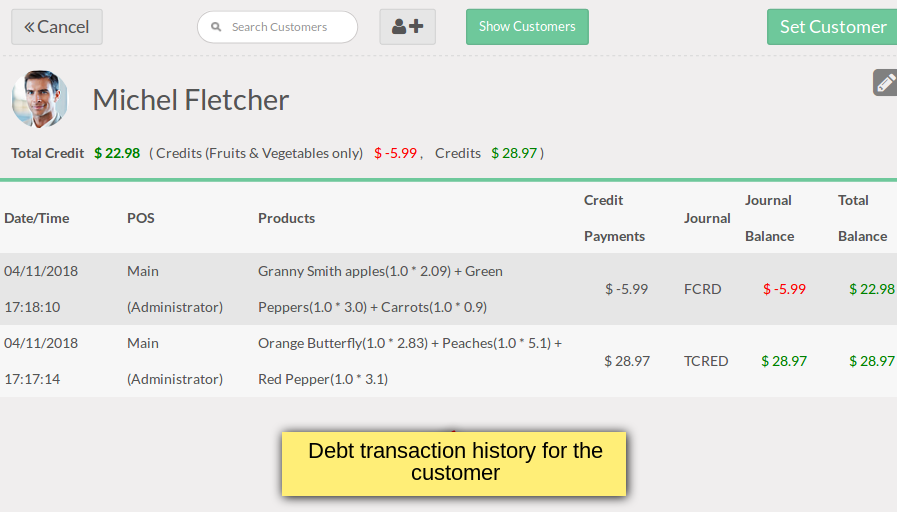 Cancel
Search Customers
Show Customers
Set Customer
Michel Fletcher
Total Credit $ 22.98 ( Credits (Fruits & Vegetables only) $ -5.99 , Credits $ 28.97 )
Date/Time POS Products Credit Payments Journal Journal Balance Total Balance
04/11/2018 Main Granny Smith apples(1.0 * 2.09) + Green
17:18:10 (Administrator) Peppers(1.0 * 3.0) + Carrots(1.0 * 0.9)
$ -5.99 FCRD $ -5.99 $ 22.98
04/11/2018 Main Orange Butterfly(1.0 * 2.83) + Peaches(1.0 * 5.1) +
17:17:14 (Administrator) Red Pepper(1.0 * 3.1)
$ 28.97 TCRED $ 28.97 $ 28.97
Debt transaction history for the
customer